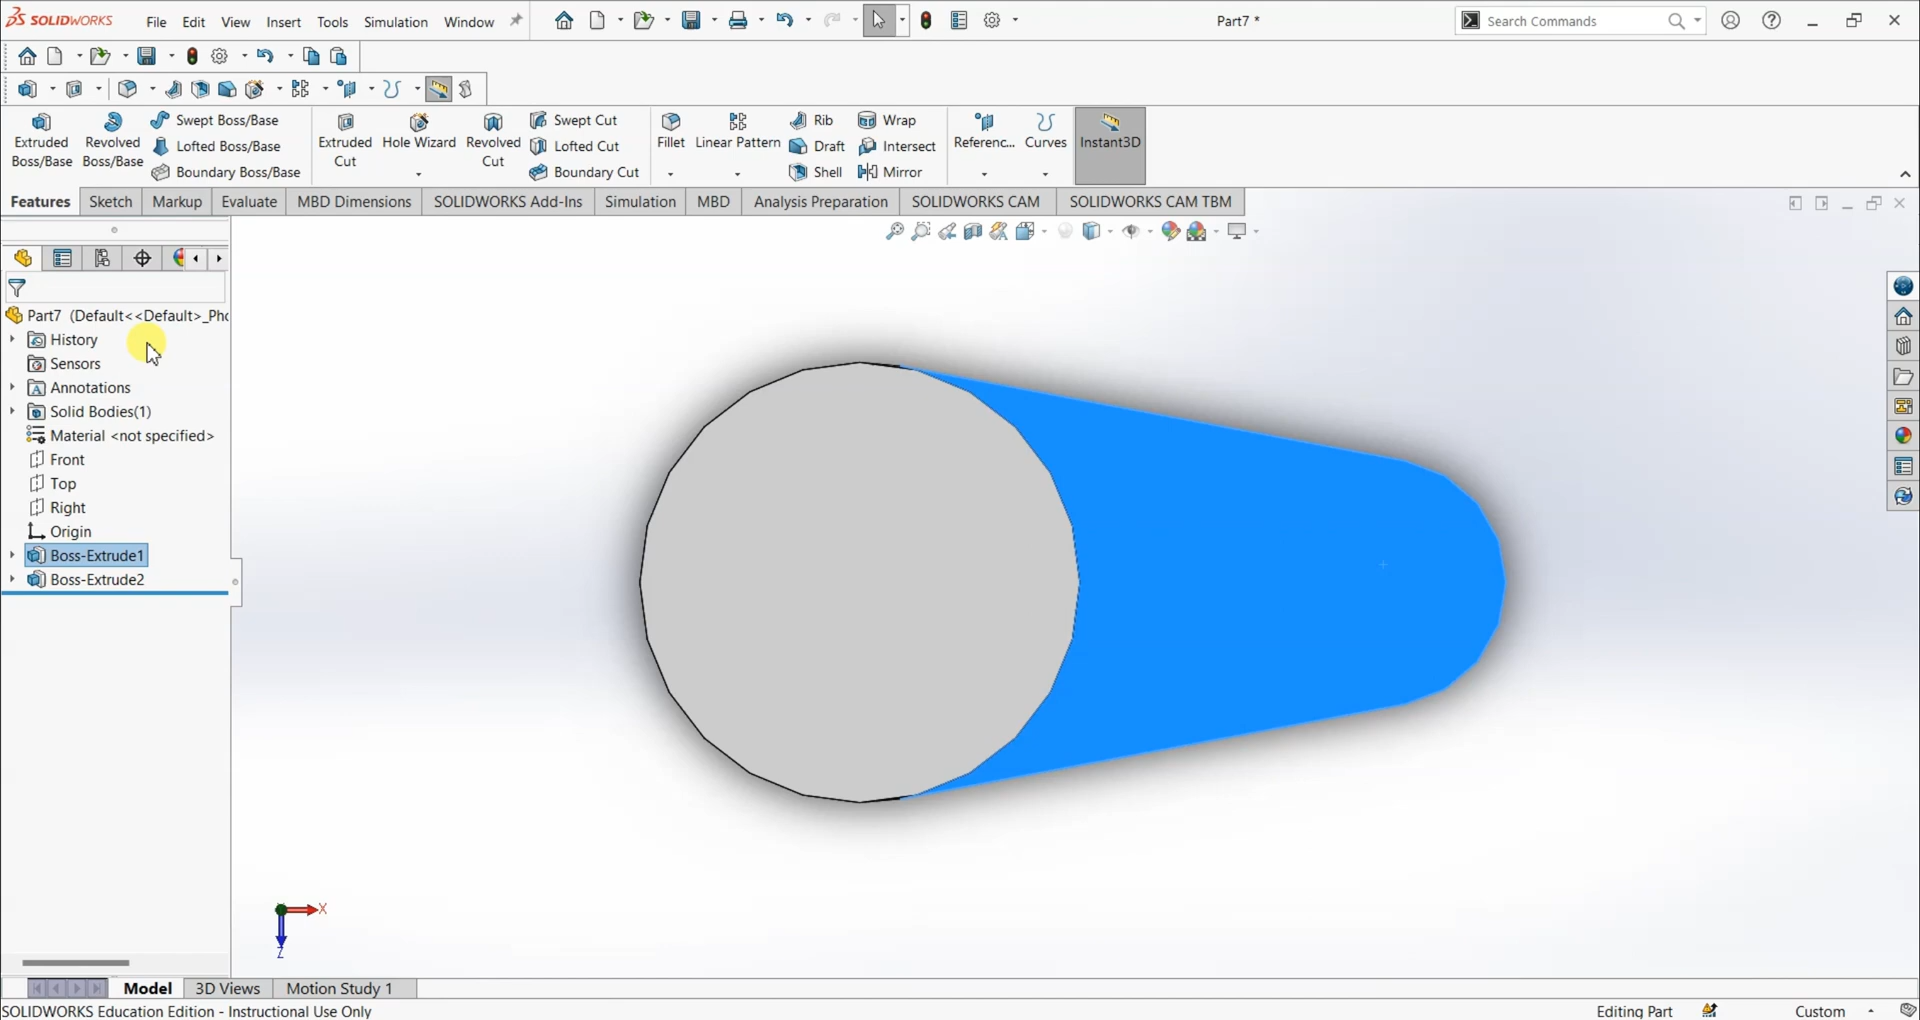 SOLIDWORKS File Edit View Insert Tools Simulation Window Part7 * Search Commands
Extruded Boss/Base Revolved Boss/Base Swept Boss/Base Lofted Boss/Base Boundary Boss/Base Extruded Cut Hole Wizard Revolved Cut Swept Cut Lofted Cut Boundary Cut Fillet Linear Pattern Rib Draft Shell Wrap Intersect Mirror Referenc... Curves Instant3D
Features Sketch Markup Evaluate MBD Dimensions SOLIDWORKS Add-Ins Simulation MBD Analysis Preparation SOLIDWORKS CAM SOLIDWORKS CAM TBM
Part7 (Default<<Default>_Pho
History
Sensors
Annotations
Solid Bodies(1)
Material <not specified>
Front
Top
Right
Origin
Boss-Extrude1
Boss-Extrude2
X
Z
Model 3D Views Motion Study 1
SOLIDWORKS Education Edition - Instructional Use Only Editing Part Custom